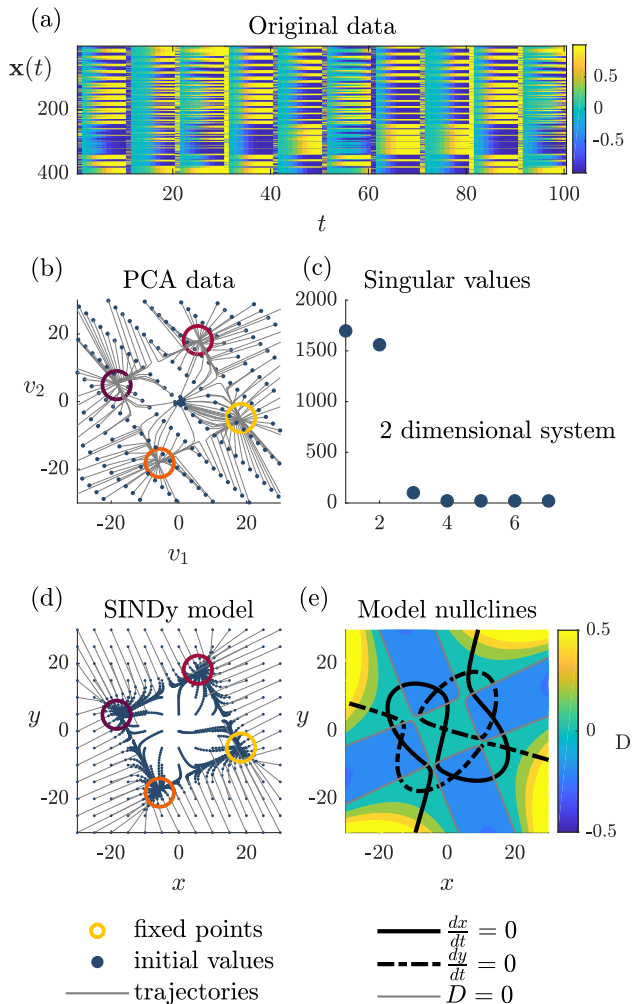 (a) Original data
x(t)
200
400
20 40 60 80 100
t
0.5
0
-0.5
(b) PCA data
20
v2 0
-20
-20 0 20
v1
(c) Singular values
2000
1500
1000
500
0
2 dimensional system
2 4 6
(d) SINDy model
20
y 0
-20
-20 0 20
x
(e) Model nullclines
20
y 0
-20
-20 0 20
x
0.5
0 D
-0.5
fixed points
initial values
trajectories
dx/dt = 0
dy/dt = 0
D = 0